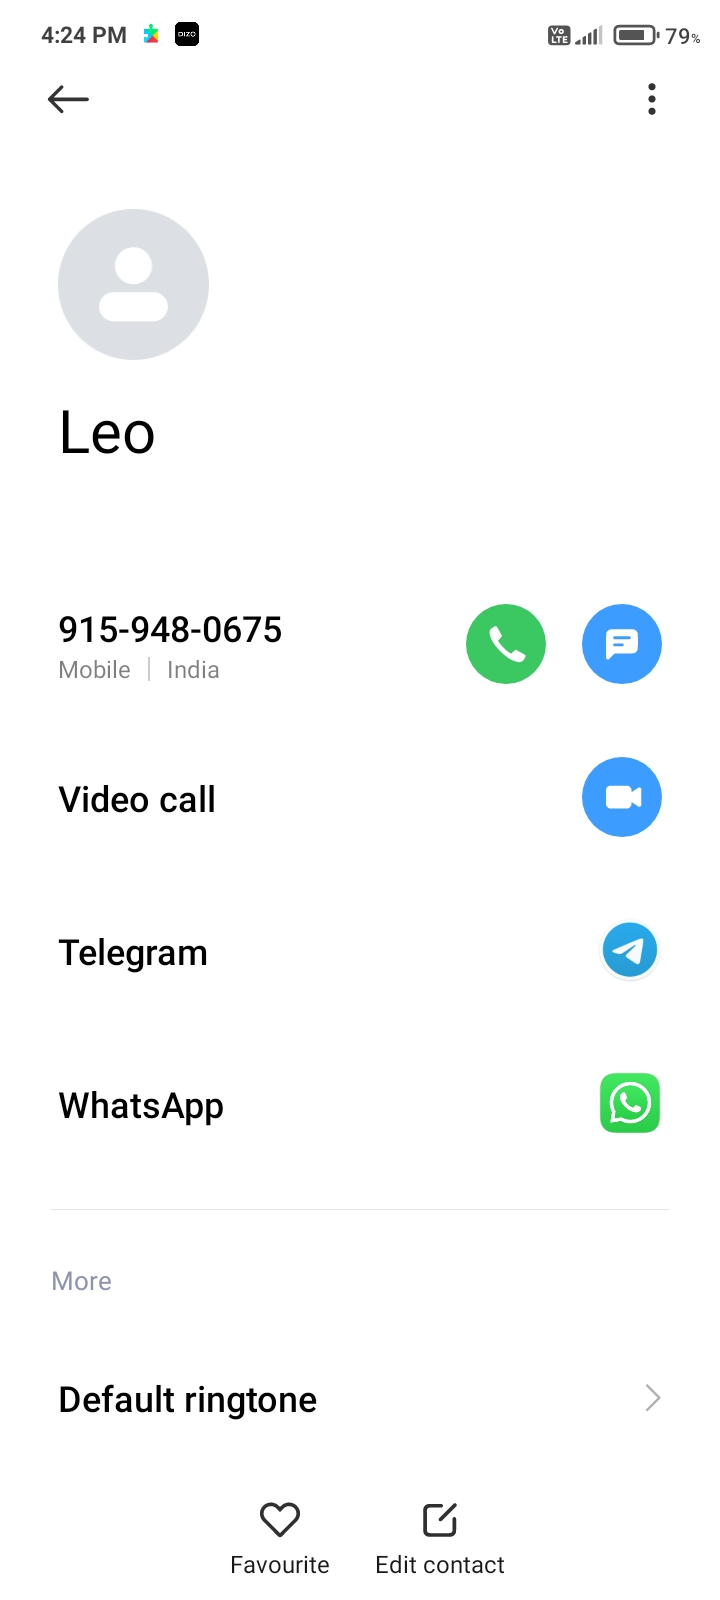 4:24 PM DIZO Vo LTE 79%
Leo
915-948-0675
Mobile | India
Video call
Telegram
WhatsApp
More
Default ringtone
Favourite Edit contact